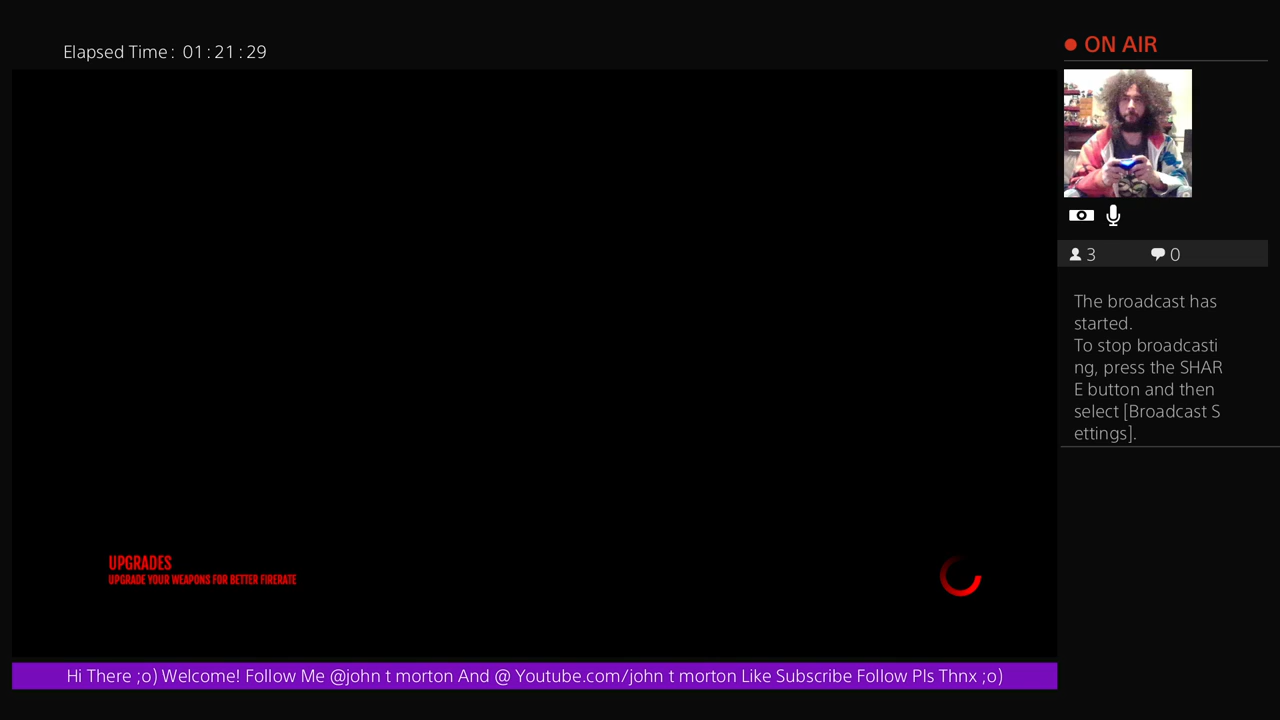 Elapsed Time: 01:21:29
ON AIR
3
0
The broadcast has
started.
To stop broadcasti
ng, press the SHAR
E button and then
select [Broadcast S
ettings].
UPGRADES
UPGRADE YOUR WEAPONS FOR BETTER FIRERATE
Hi There ;o) Welcome! Follow Me @john t morton And @ Youtube.com/john t morton Like Subscribe Follow Pls Thnx ;o)